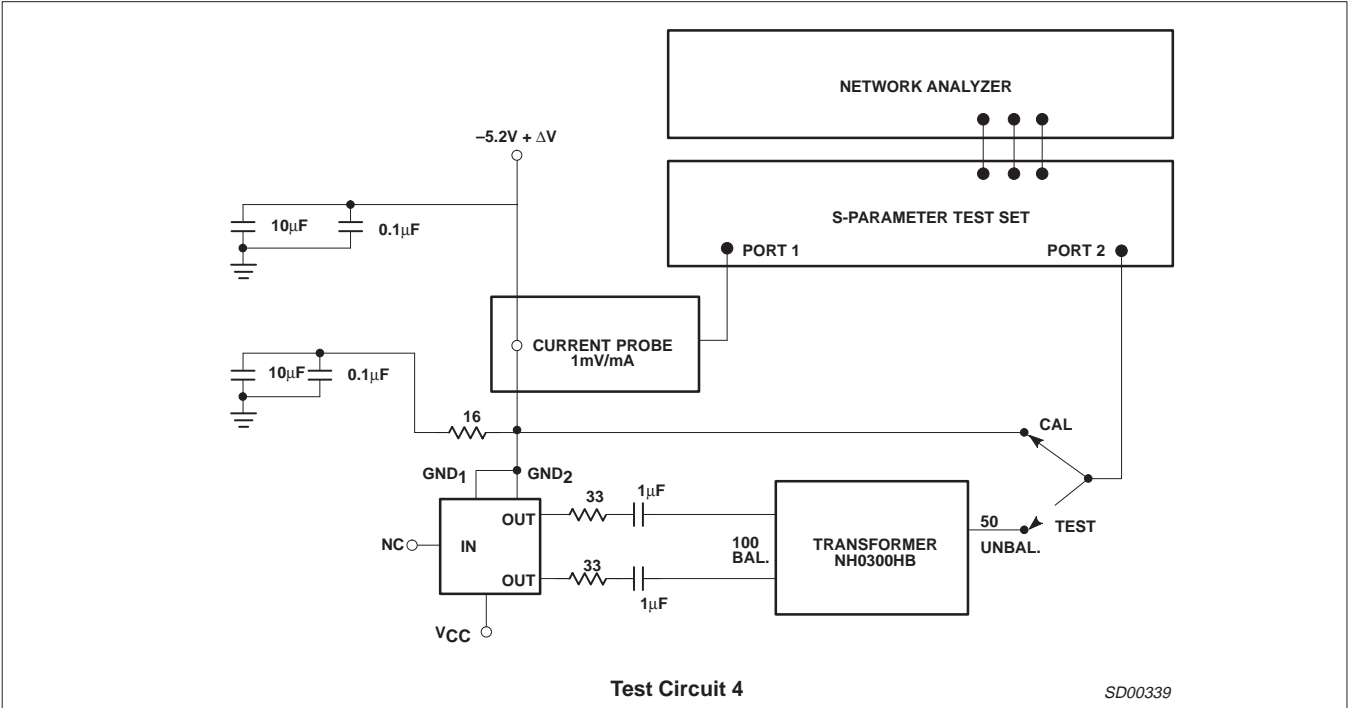 NETWORK ANALYZER
–5.2V + ΔV
S-PARAMETER TEST SET
10μF
0.1μF
PORT 1
PORT 2
CURRENT PROBE
1mV/mA
10μF
0.1μF
16
CAL
GND1
GND2
33
1μF
OUT
50
TEST
NC
IN
100
BAL.
TRANSFORMER
NH0300HB
UNBAL.
33
OUT
1μF
VCC
Test Circuit 4
SD00339